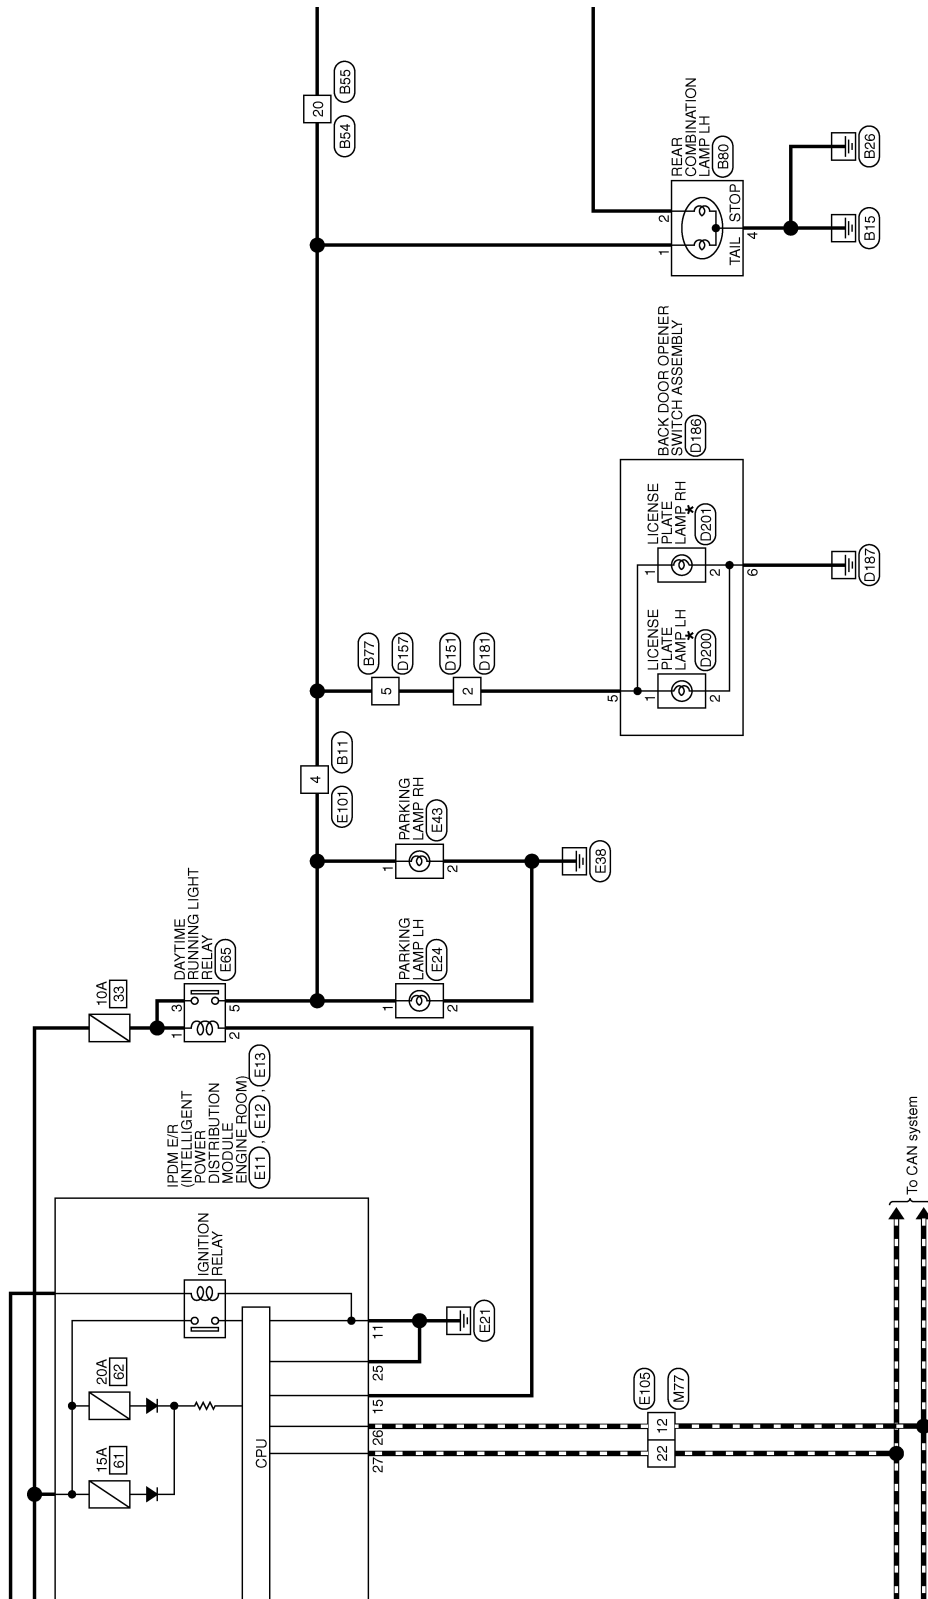 15A
61
20A
62
CPU
IGNITION
RELAY
27
26
15
25
11
E21
IPDM E/R
(INTELLIGENT
POWER
DISTRIBUTION
MODULE
ENGINE ROOM)
E11 , E12 , E13
10A
33
1
3
2
5
DAYTIME
RUNNING LIGHT
RELAY
E65
22
12
E105
M77
To CAN system
1
2
PARKING
LAMP LH
E24
1
2
PARKING
LAMP RH
E43
E38
4
E101
B11
5
B77
D157
2
D151
D181
5
1
2
LICENSE
PLATE
LAMP LH
*
D200
1
2
LICENSE
PLATE
LAMP RH
*
D201
6
BACK DOOR OPENER
SWITCH ASSEMBLY
D186
D187
1
2
TAIL
STOP
4
REAR
COMBINATION
LAMP LH
B80
B15
B26
20
B54
B55